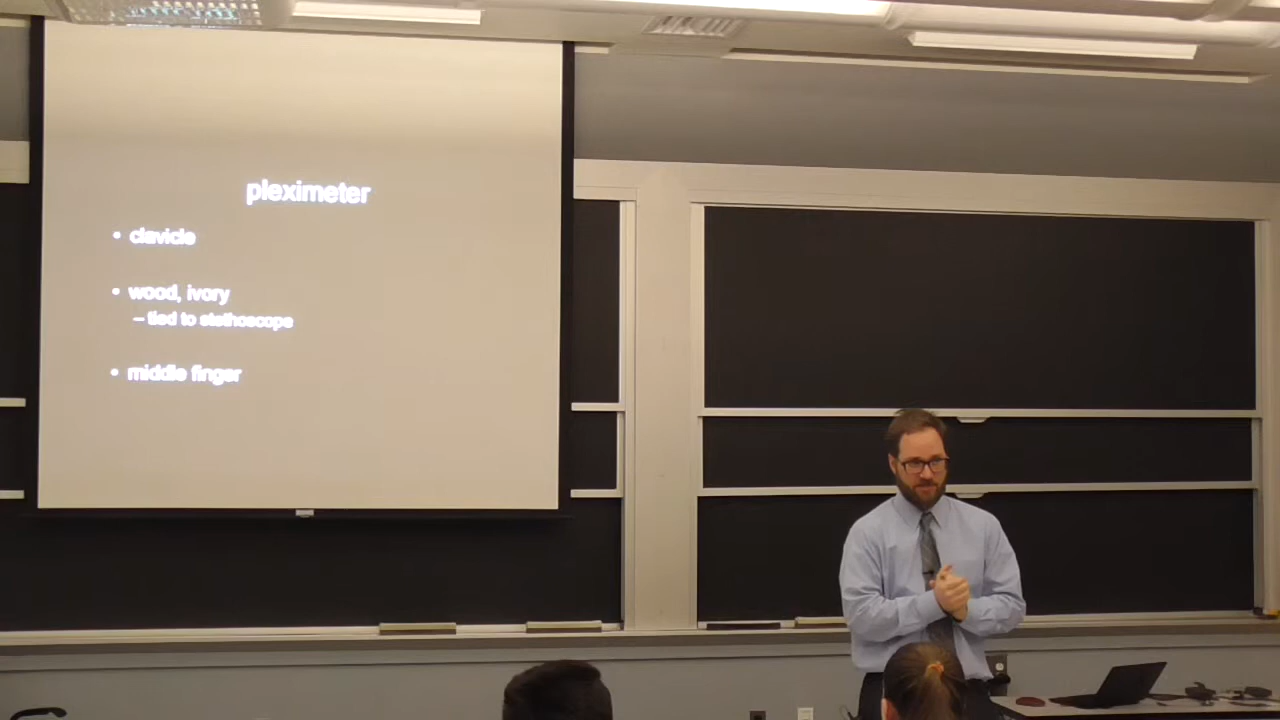 pleximeter
• clavicle
• wood, ivory
– tied to stethoscope
• middle finger